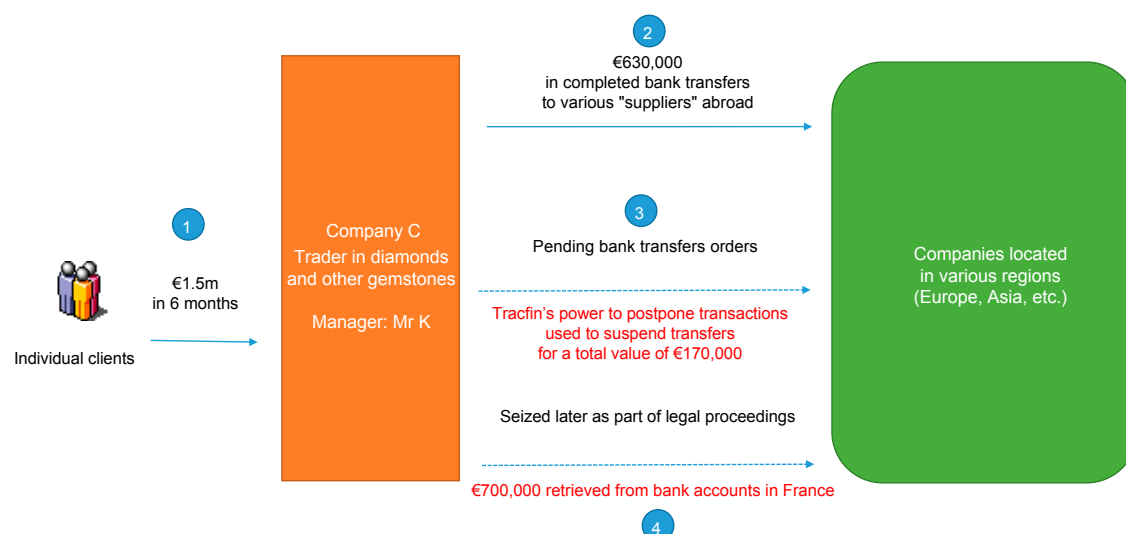 1
€1.5m
in 6 months
Individual clients
Company C
Trader in diamonds
and other gemstones
Manager: Mr K
2
€630,000
in completed bank transfers
to various "suppliers" abroad
3
Pending bank transfers orders
Tracfin's power to postpone transactions
used to suspend transfers
for a total value of €170,000
Seized later as part of legal proceedings
€700,000 retrieved from bank accounts in France
4
Companies located
in various regions
(Europe, Asia, etc.)